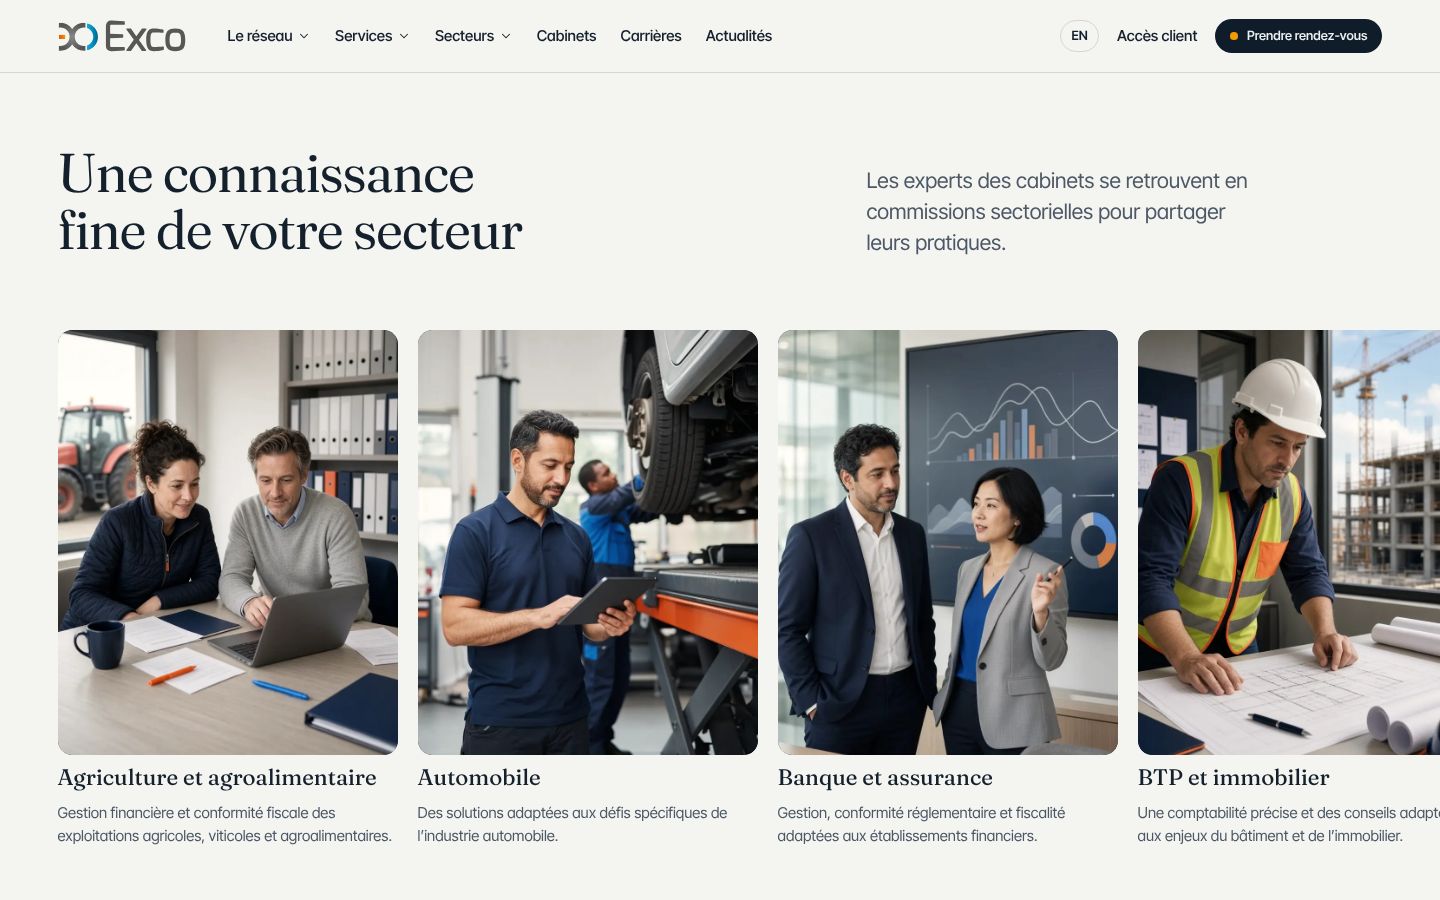 Exco
Le réseau
Services
Secteurs
Cabinets
Carrières
Actualités
EN
Accès client
Prendre rendez-vous
Une connaissance
fine de votre secteur
Les experts des cabinets se retrouvent en
commissions sectorielles pour partager
leurs pratiques.
Agriculture et agroalimentaire
Gestion financière et conformité fiscale des
exploitations agricoles, viticoles et agroalimentaires.
Automobile
Des solutions adaptées aux défis spécifiques de
l’industrie automobile.
Banque et assurance
Gestion, conformité réglementaire et fiscalité
adaptées aux établissements financiers.
BTP et immobilier
Une comptabilité précise et des conseils
aux enjeux du bâtiment et de l’immobilier.